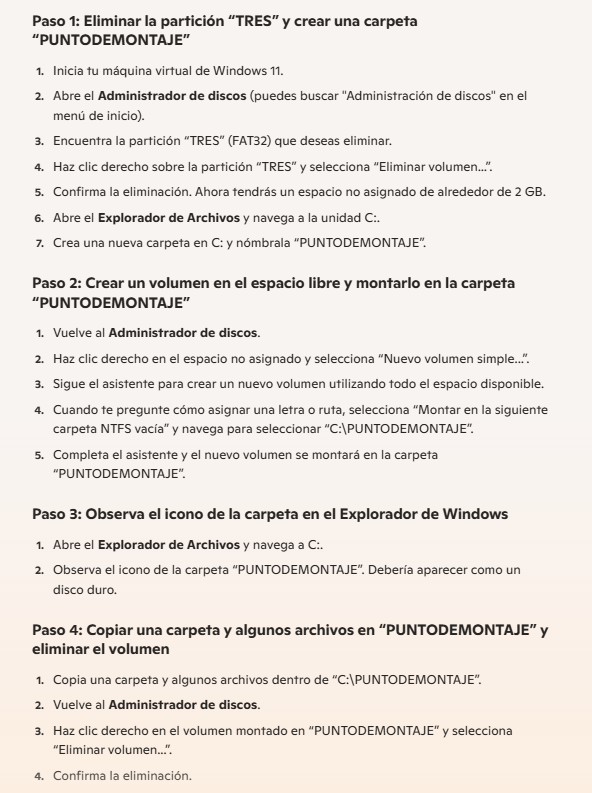 Paso 1: Eliminar la partición “TRES” y crear una carpeta
“PUNTODEMONTAJE”
1. Inicia tu máquina virtual de Windows 11.
2. Abre el Administrador de discos (puedes buscar "Administración de discos" en el
menú de inicio).
3. Encuentra la partición “TRES” (FAT32) que deseas eliminar.
4. Haz clic derecho sobre la partición “TRES” y selecciona “Eliminar volumen...”.
5. Confirma la eliminación. Ahora tendrás un espacio no asignado de alrededor de 2 GB.
6. Abre el Explorador de Archivos y navega a la unidad C:.
7. Crea una nueva carpeta en C: y nómbrala “PUNTODEMONTAJE”.
Paso 2: Crear un volumen en el espacio libre y montarlo en la carpeta
“PUNTODEMONTAJE”
1. Vuelve al Administrador de discos.
2. Haz clic derecho en el espacio no asignado y selecciona “Nuevo volumen simple...”.
3. Sigue el asistente para crear un nuevo volumen utilizando todo el espacio disponible.
4. Cuando te pregunte cómo asignar una letra o ruta, selecciona “Montar en la siguiente
carpeta NTFS vacía” y navega para seleccionar “C:\PUNTODEMONTAJE”.
5. Completa el asistente y el nuevo volumen se montará en la carpeta
“PUNTODEMONTAJE”.
Paso 3: Observa el icono de la carpeta en el Explorador de Windows
1. Abre el Explorador de Archivos y navega a C:.
2. Observa el icono de la carpeta “PUNTODEMONTAJE”. Debería aparecer como un
disco duro.
Paso 4: Copiar una carpeta y algunos archivos en “PUNTODEMONTAJE” y
eliminar el volumen
1. Copia una carpeta y algunos archivos dentro de “C:\PUNTODEMONTAJE”.
2. Vuelve al Administrador de discos.
3. Haz clic derecho en el volumen montado en “PUNTODEMONTAJE” y selecciona
“Eliminar volumen...”.
4. Confirma la eliminación.